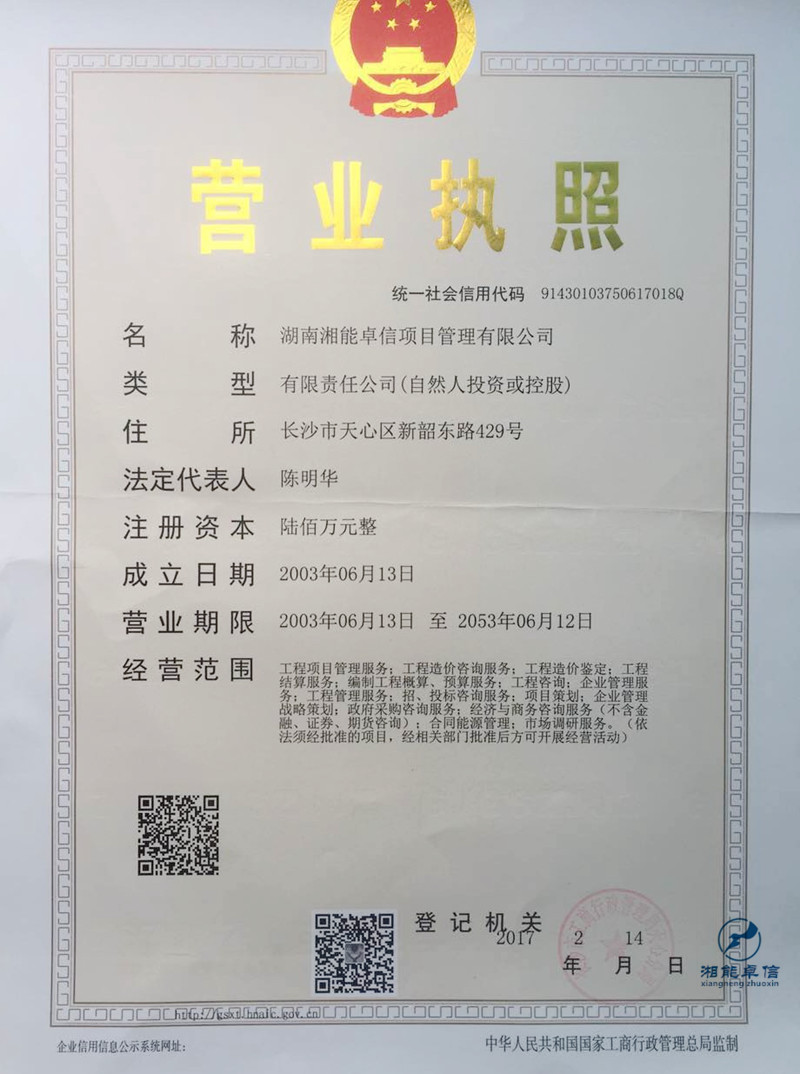 营业执照
统一社会信用代码 91430103750617018Q
名称 湖南湘能卓信项目管理有限公司
类型 有限责任公司(自然人投资或控股)
住所 长沙市天心区新韶东路429号
法定代表人 陈明华
注册资本 陆佰万元整
成立日期 2003年06月13日
营业期限 2003年06月13日 至 2053年06月12日
经营范围 工程项目管理服务；工程造价咨询服务；工程造价鉴定；工程
结算服务；编制工程概算、预算服务；工程咨询；企业管理服
务；工程管理服务；招、投标咨询服务；项目策划；企业管理
战略策划；政府采购咨询服务；经济与商务咨询服务（不含金
融、证券、期货咨询）；合同能源管理；市场调研服务。（依
法须经批准的项目，经相关部门批准后方可开展经营活动）
登记机关
2017年2月14日
湘能卓信
xiangneng zhuoxin
http://gsxt.hnaic.gov.cn
企业信用信息公示系统网址：
中华人民共和国国家工商行政管理总局监制